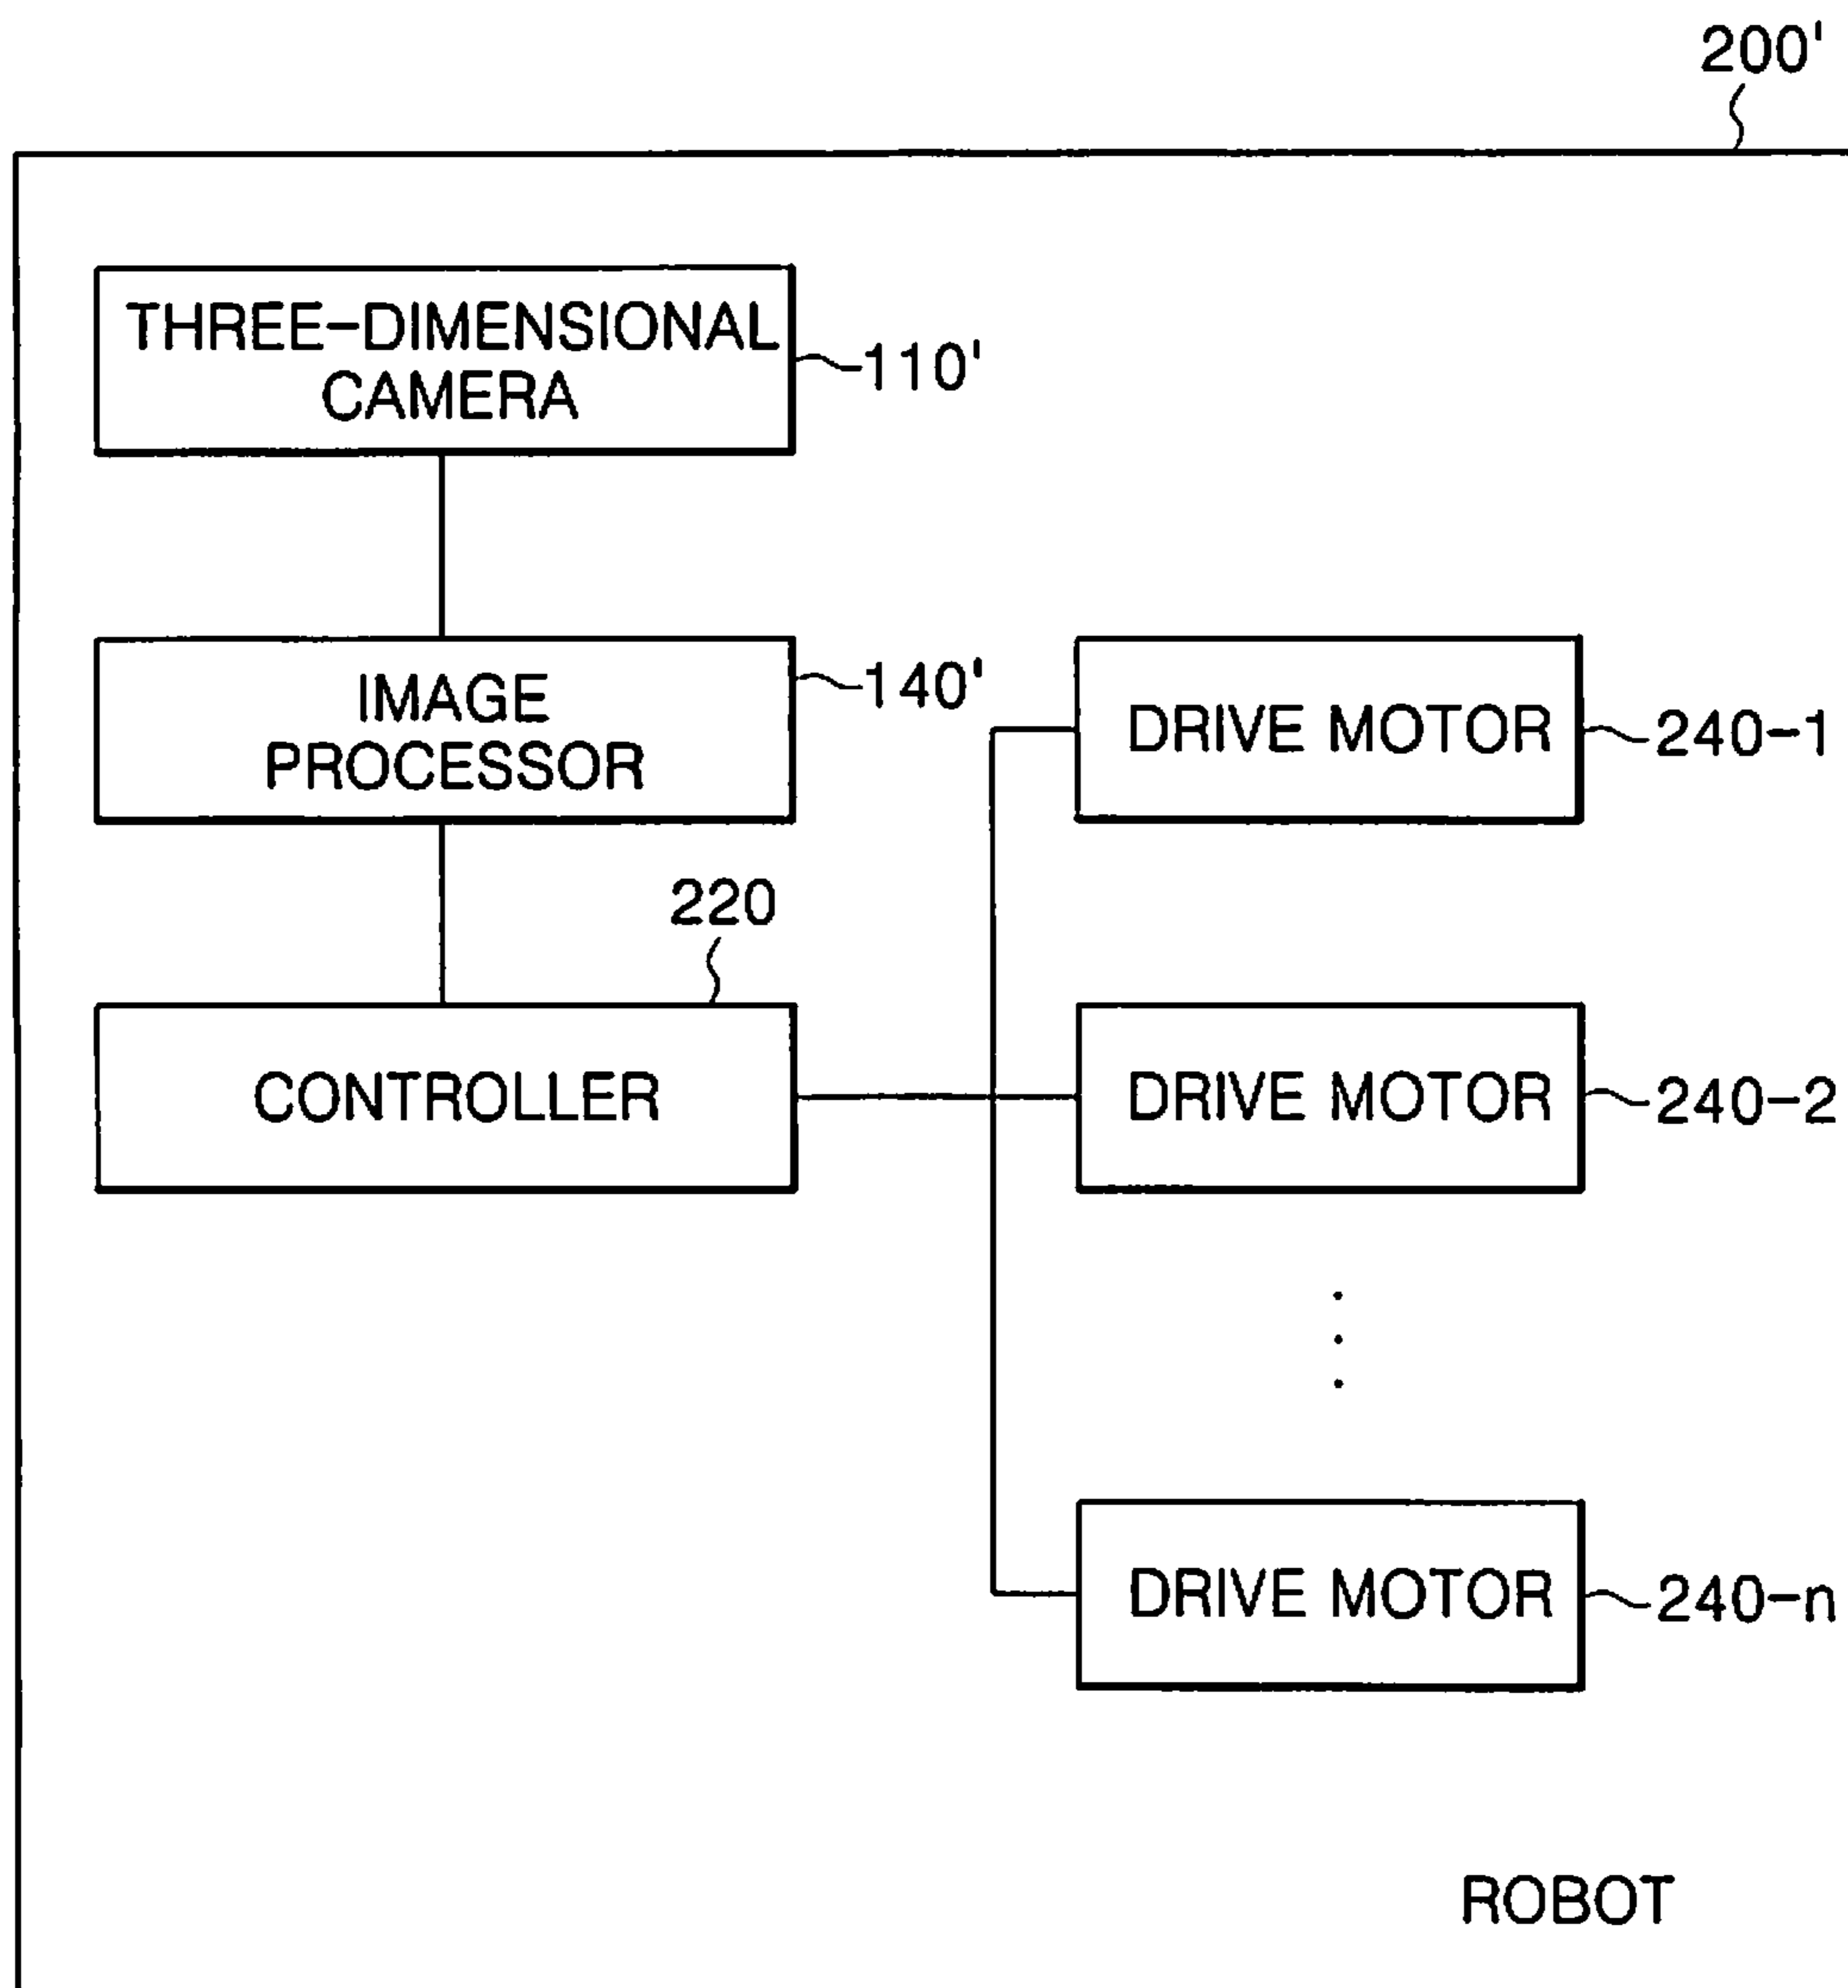 200'
THREE-DIMENSIONAL
CAMERA
110'
IMAGE
PROCESSOR
140'
DRIVE MOTOR
240-1
220
CONTROLLER
DRIVE MOTOR
240-2
DRIVE MOTOR
240-n
ROBOT